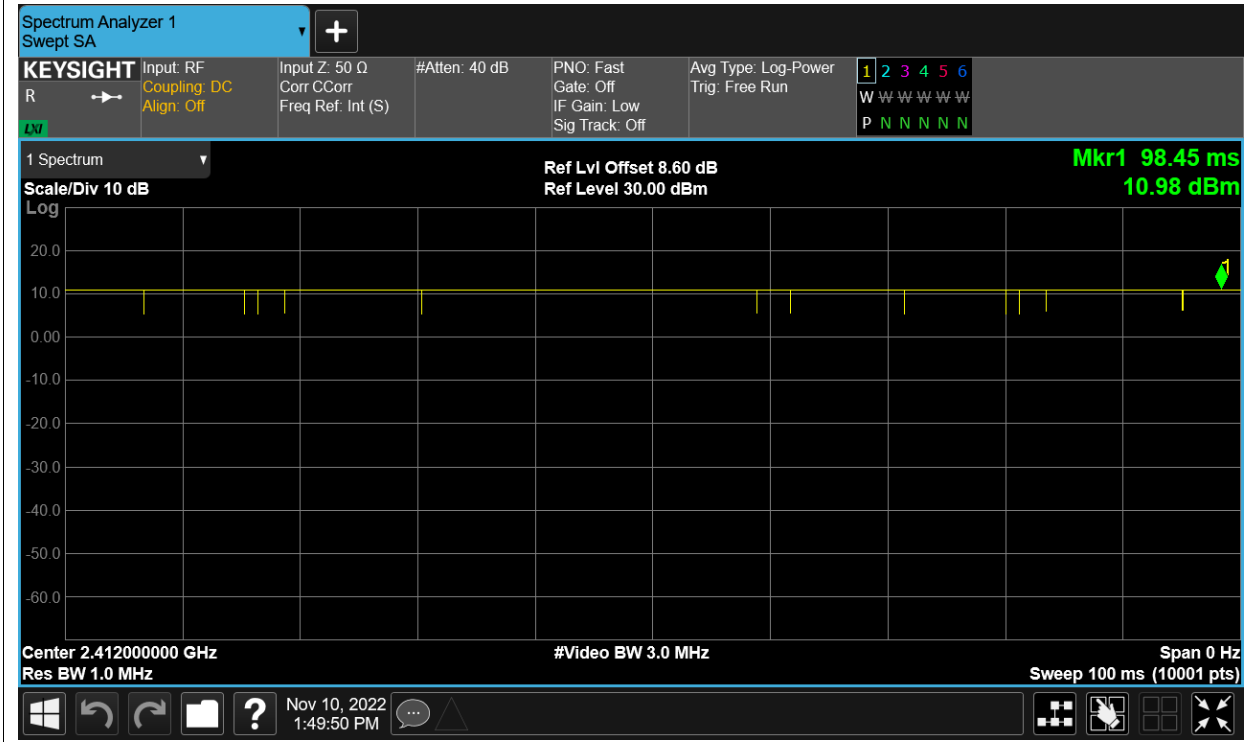 Spectrum Analyzer 1
Swept SA
KEYSIGHT
R
LXI
Input: RF
Coupling: DC
Align: Off
Input Z: 50 Ω
Corr CCorr
Freq Ref: Int (S)
#Atten: 40 dB
PNO: Fast
Gate: Off
IF Gain: Low
Sig Track: Off
Avg Type: Log-Power
Trig: Free Run
1 2 3 4 5 6
W W W W W W
P N N N N N
1 Spectrum
Scale/Div 10 dB
Ref Lvl Offset 8.60 dB
Ref Level 30.00 dBm
Mkr1 98.45 ms
10.98 dBm
Log
20.0
10.0
0.00
-10.0
-20.0
-30.0
-40.0
-50.0
-60.0
1
Center 2.412000000 GHz
Res BW 1.0 MHz
#Video BW 3.0 MHz
Span 0 Hz
Sweep 100 ms (10001 pts)
?
Nov 10, 2022
1:49:50 PM